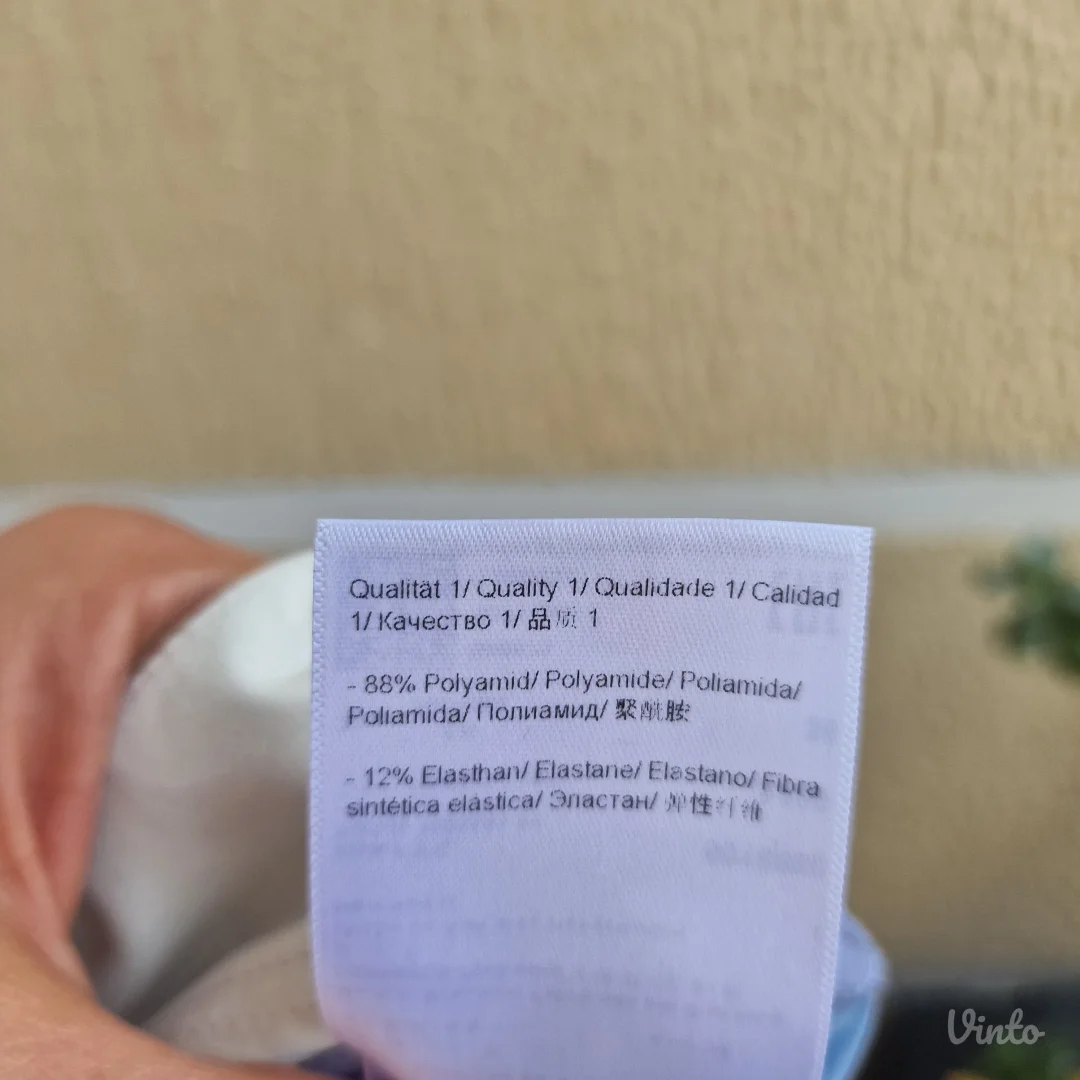 Qualität 1/ Quality 1/ Qualidade 1/ Calidad
1/ Качество 1/ 品质 1
- 88% Polyamid/ Polyamide/ Poliamida/
Poliamida/ Полиамид/ 聚酰胺
- 12% Elasthan/ Elastane/ Elastano/ Fibra
sintética elástica/ Эластан/ 弹性纤维
Vinto